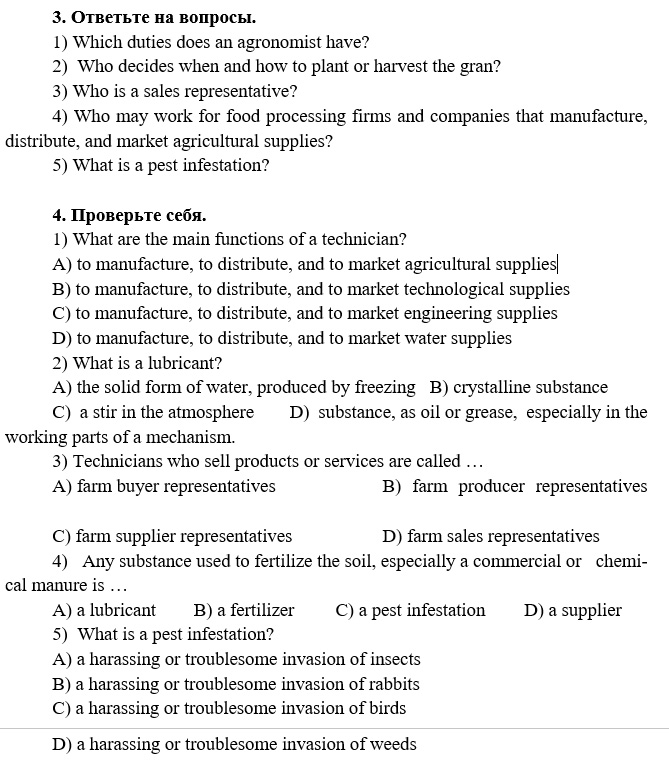 3. Ответьте на вопросы.
1) Which duties does an agronomist have?
2) Who decides when and how to plant or harvest the gran?
3) Who is a sales representative?
4) Who may work for food processing firms and companies that manufacture,
distribute, and market agricultural supplies?
5) What is a pest infestation?
4. Проверьте себя.
1) What are the main functions of a technician?
A) to manufacture, to distribute, and to market agricultural supplies
B) to manufacture, to distribute, and to market technological supplies
C) to manufacture, to distribute, and to market engineering supplies
D) to manufacture, to distribute, and to market water supplies
2) What is a lubricant?
A) the solid form of water, produced by freezing B) crystalline substance
C) a stir in the atmosphere D) substance, as oil or grease, especially in the
working parts of a mechanism.
3) Technicians who sell products or services are called …
A) farm buyer representatives B) farm producer representatives
C) farm supplier representatives D) farm sales representatives
4) Any substance used to fertilize the soil, especially a commercial or chemi-
cal manure is …
A) a lubricant B) a fertilizer C) a pest infestation D) a supplier
5) What is a pest infestation?
A) a harassing or troublesome invasion of insects
B) a harassing or troublesome invasion of rabbits
C) a harassing or troublesome invasion of birds
D) a harassing or troublesome invasion of weeds